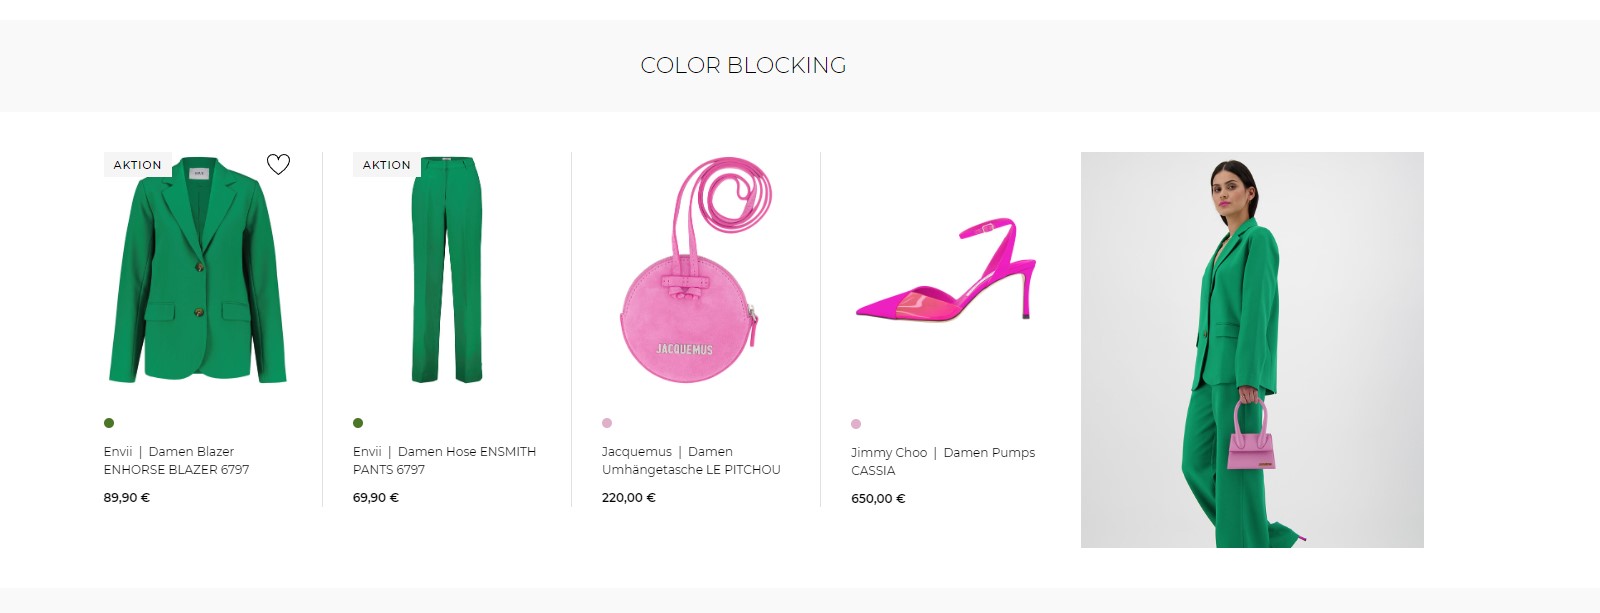 COLOR BLOCKING
AKTION
Envii | Damen Blazer
ENHORSE BLAZER 6797
89,90 €
AKTION
Envii | Damen Hose ENSMITH
PANTS 6797
69,90 €
JACQUEMUS
Jacquemus | Damen
Umhängetasche LE PITCHOU
220,00 €
Jimmy Choo | Damen Pumps
CASSIA
650,00 €